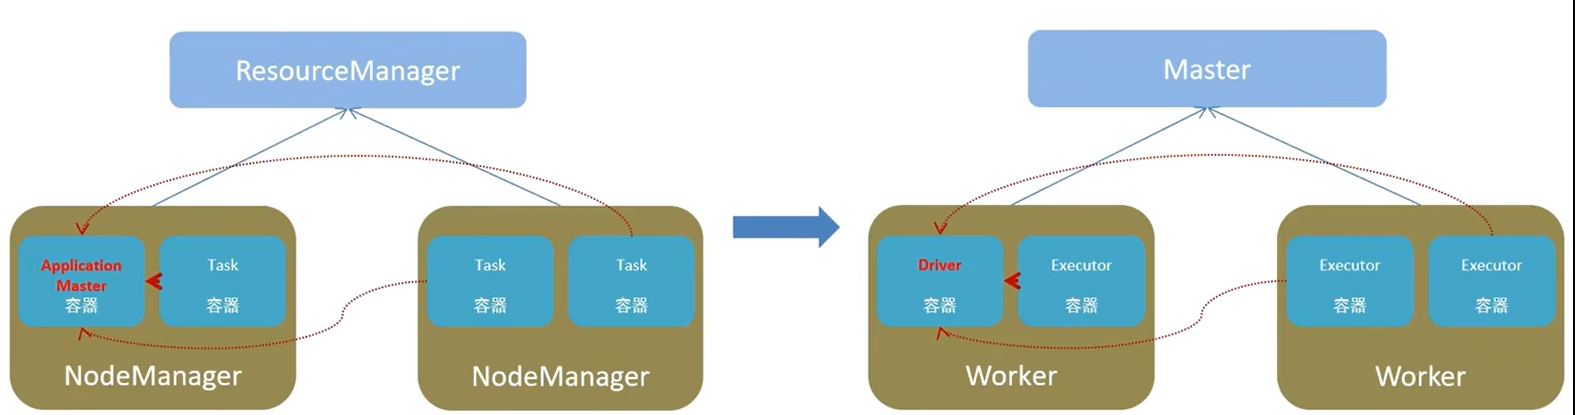 ResourceManager
Application
Master
容器
Task
容器
NodeManager
Task
容器
Task
容器
NodeManager
Master
Driver
容器
Executor
容器
Worker
Executor
容器
Executor
容器
Worker